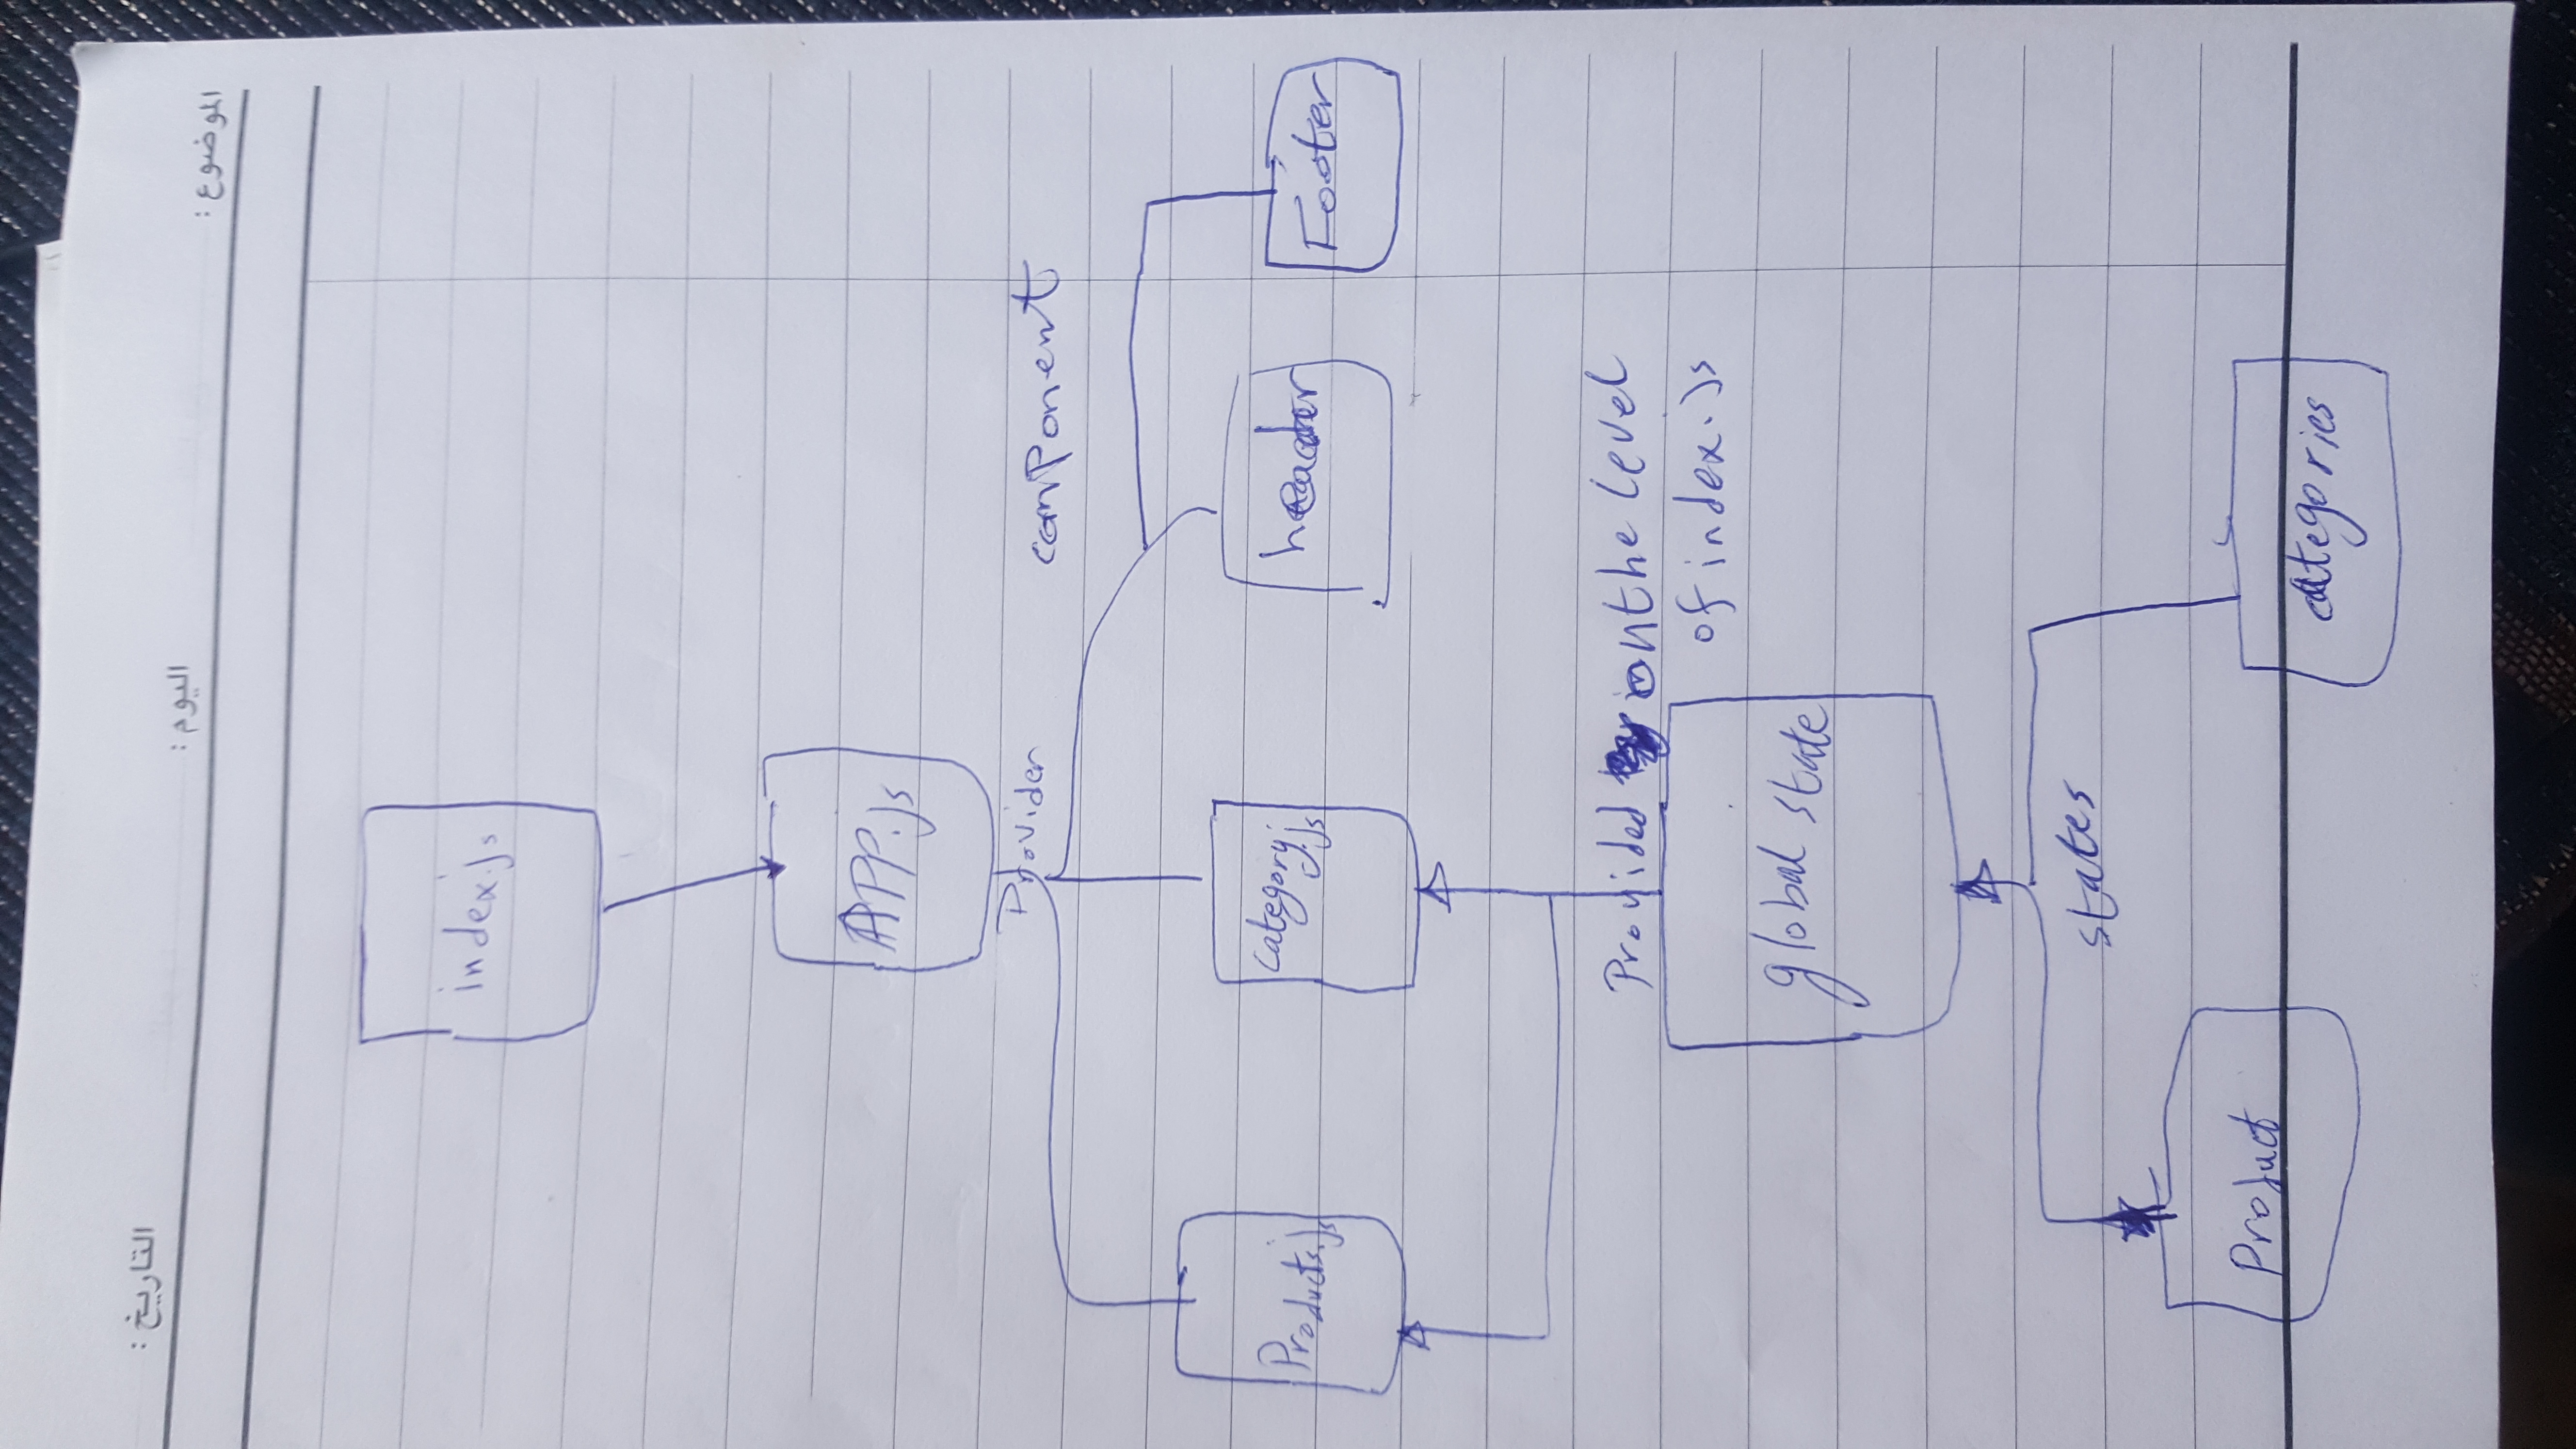 الموضوع :
اليوم :
التاريخ :
index.js
APP.js
Provider
component
Products.js
category.js
header
Footer
Provided on the level
of index.js
global state
states
Product
categories